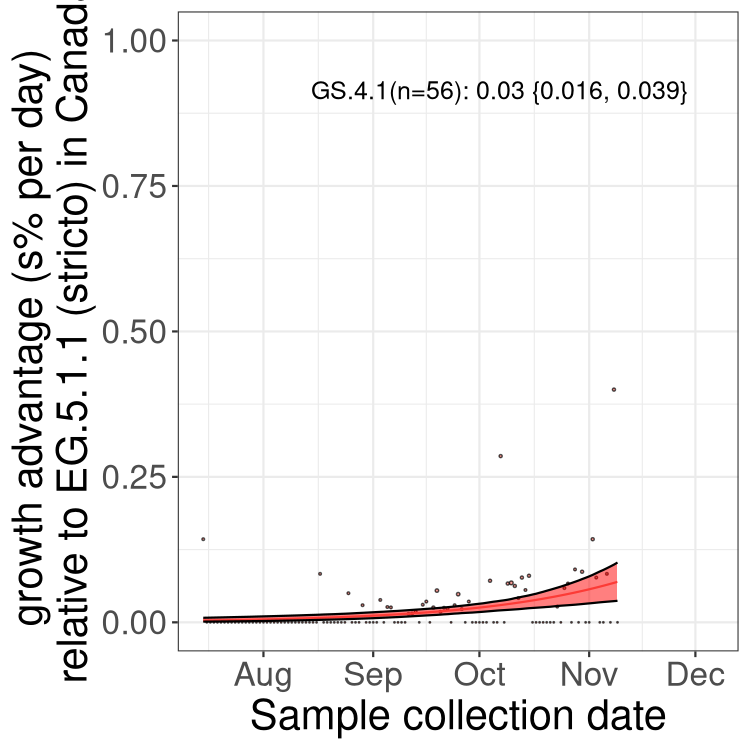 growth advantage (s% per day)
relative to EG.5.1.1 (stricto) in Canad
1.00
0.75
0.50
0.25
0.00
GS.4.1(n=56): 0.03 {0.016, 0.039}
Aug Sep Oct Nov Dec
Sample collection date